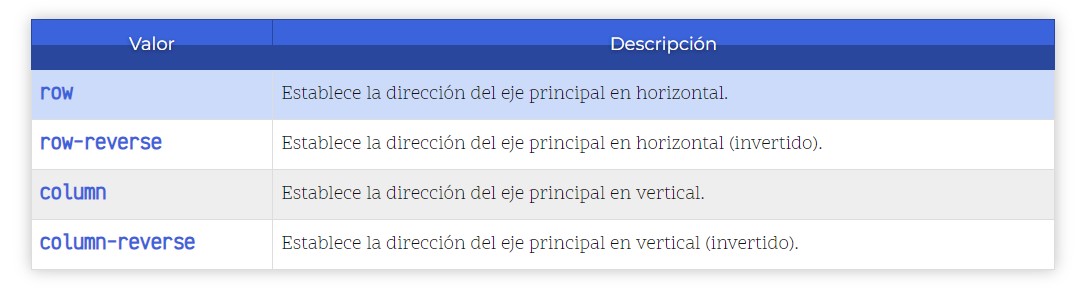 Valor Descripción
row Establece la dirección del eje principal en horizontal.
row-reverse Establece la dirección del eje principal en horizontal (invertido).
column Establece la dirección del eje principal en vertical.
column-reverse Establece la dirección del eje principal en vertical (invertido).